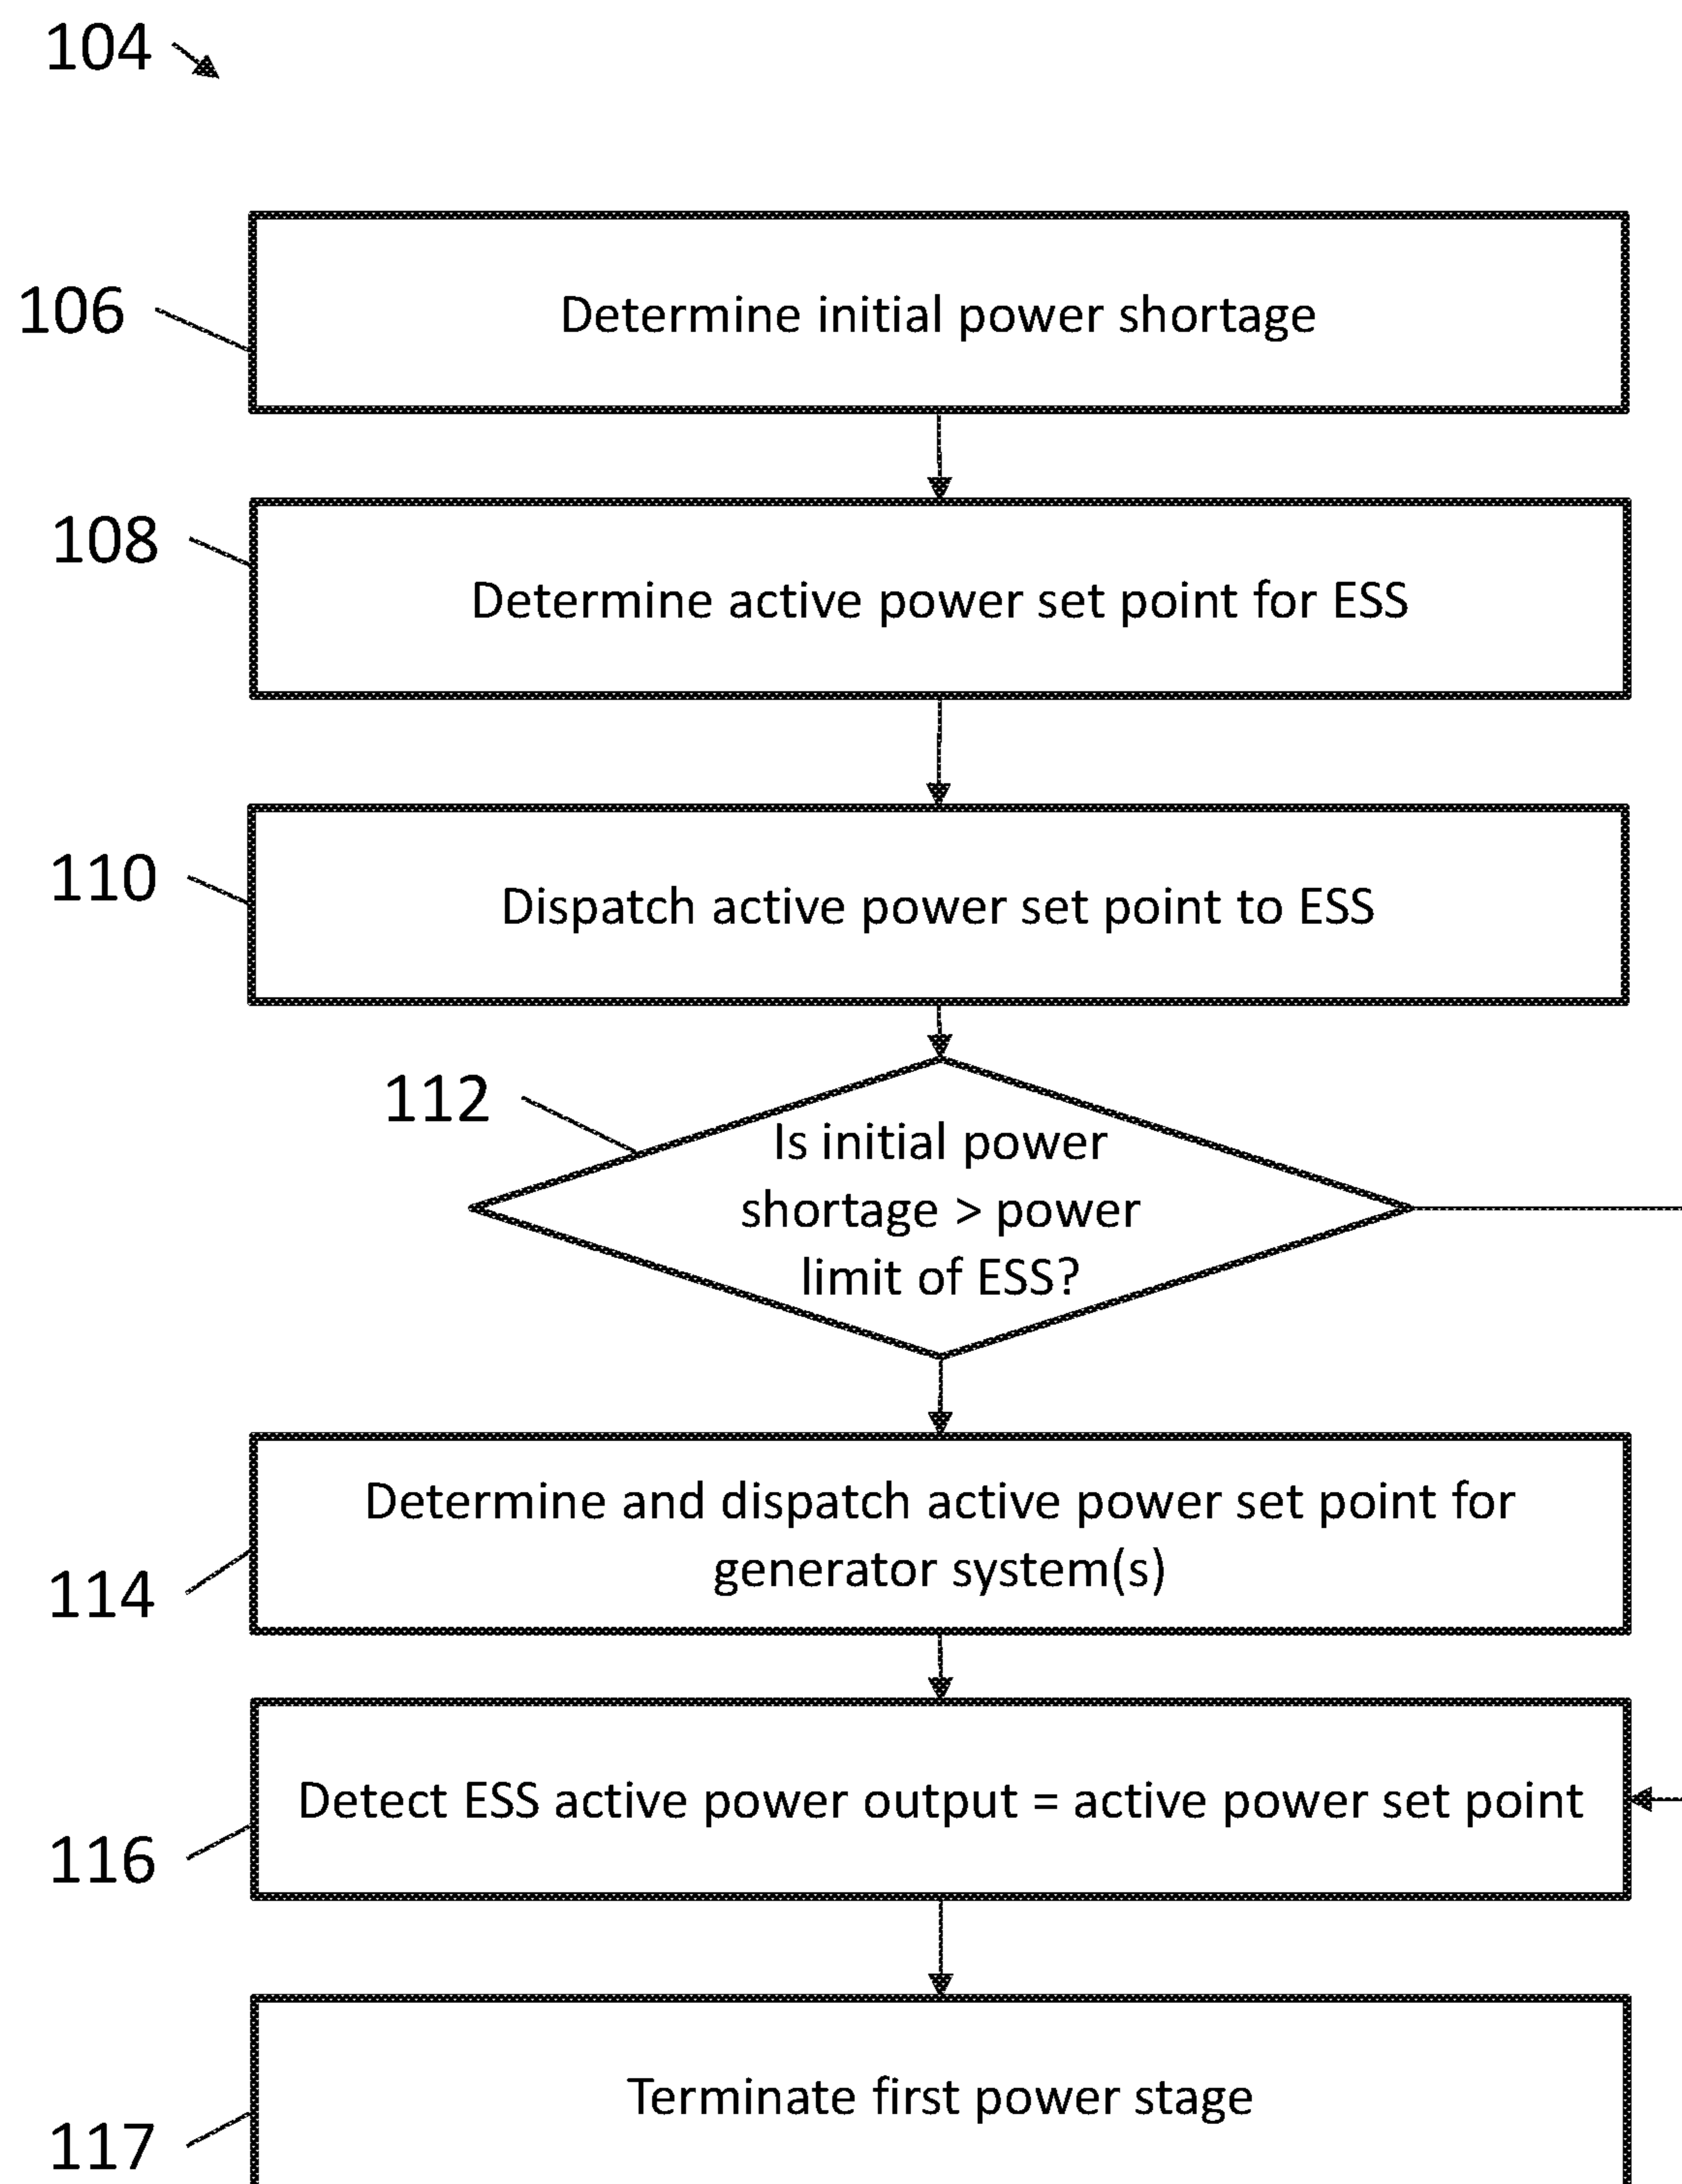 104
106
Determine initial power shortage
108
Determine active power set point for ESS
110
Dispatch active power set point to ESS
112
Is initial power
shortage > power
limit of ESS?
Determine and dispatch active power set point for
generator system(s)
114
Detect ESS active power output = active power set point
116
Terminate first power stage
117